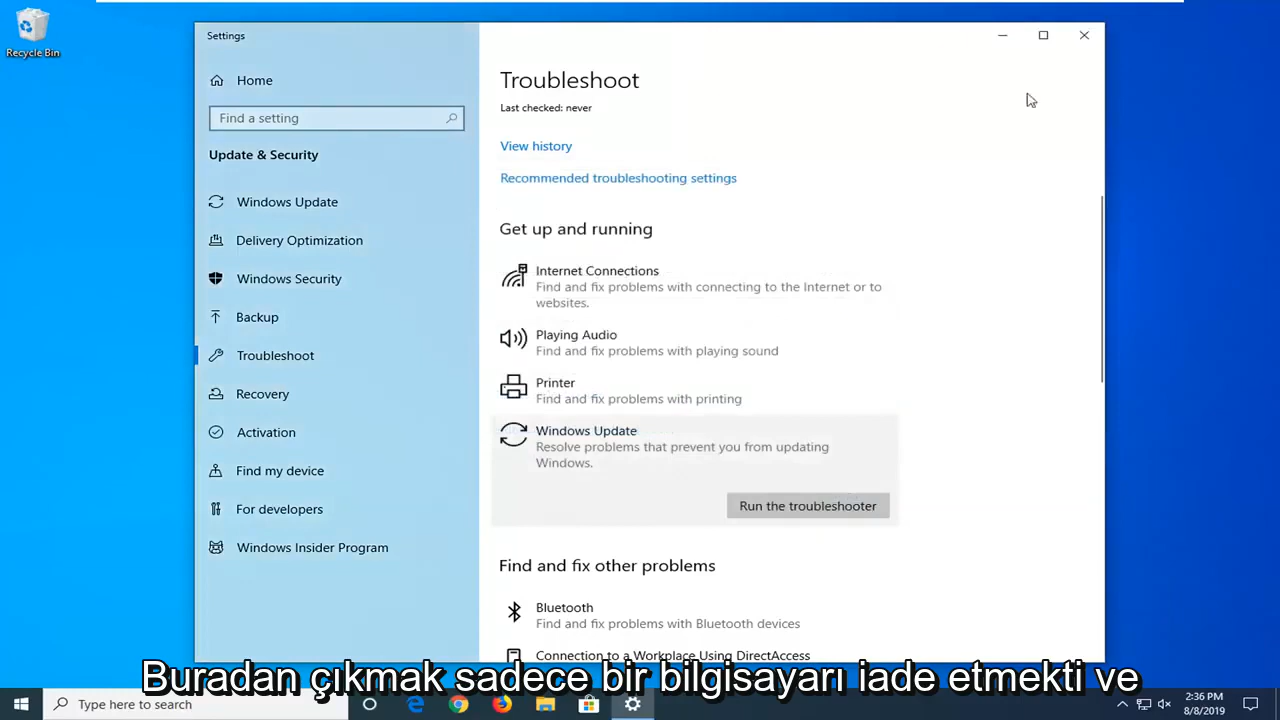 Recycle Bin
Settings
Home
Find a setting
Update & Security
Windows Update
Delivery Optimization
Windows Security
Backup
Troubleshoot
Recovery
Activation
Find my device
For developers
Windows Insider Program
Troubleshoot
Last checked: never
View history
Recommended troubleshooting settings
Get up and running
Internet Connections
Find and fix problems with connecting to the Internet or to
websites.
Playing Audio
Find and fix problems with playing sound
Printer
Find and fix problems with printing
Windows Update
Resolve problems that prevent you from updating
Windows.
Run the troubleshooter
Find and fix other problems
Bluetooth
Find and fix problems with Bluetooth devices
Connection to a Workplace Using DirectAccess
Buradan çıkmak sadece bir bilgisayarı iade etmekti ve
Type here to search
2:36 PM
8/8/2019